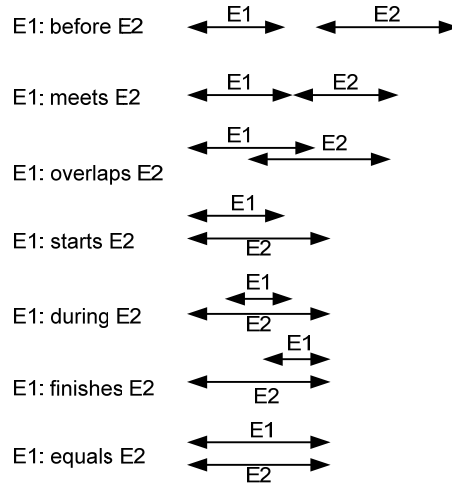 E1: before E2 E1 E2
E1: meets E2 E1 E2
E1 E2
E1: overlaps E2
E1
E1: starts E2 E2
E1
E1: during E2 E2
E1
E1: finishes E2 E2
E1
E1: equals E2
E2